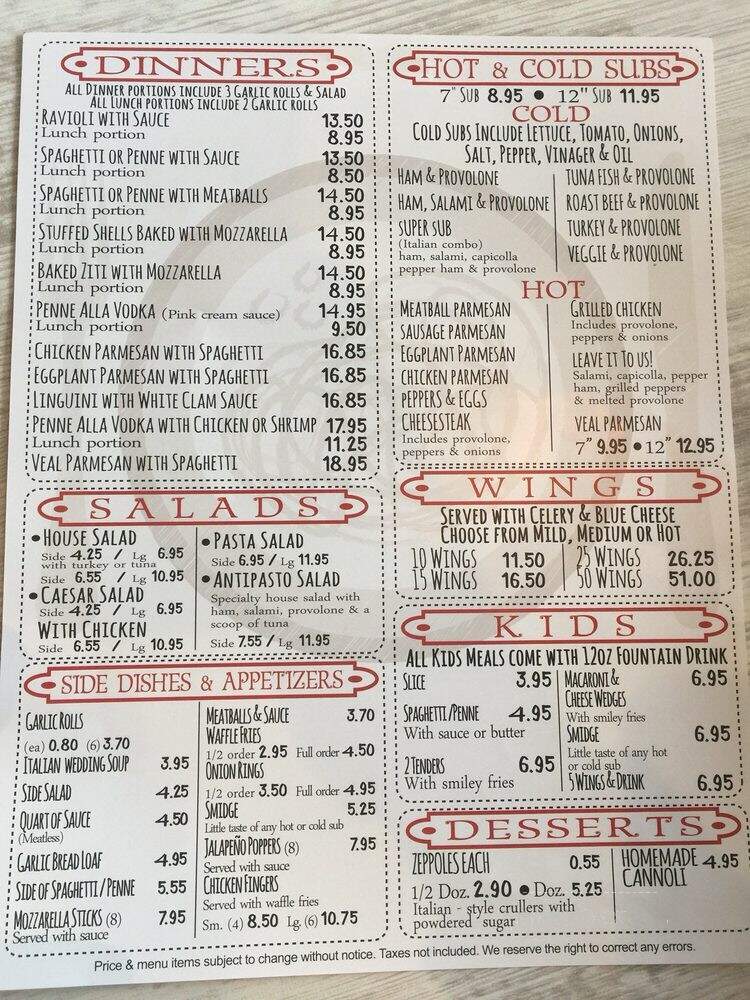 DINNERS
ALL DINNER PORTIONS INCLUDE 3 GARLIC ROLLS & SALAD
ALL LUNCH PORTIONS INCLUDE 2 GARLIC ROLLS
RAVIOLI WITH SAUCE 13.50
Lunch portion 8.95
SPAGHETTI OR PENNE WITH SAUCE 13.50
Lunch portion 8.50
SPAGHETTI OR PENNE WITH MEATBALLS 14.50
Lunch portion 8.95
STUFFED SHELLS BAKED WITH MOZZARELLA 14.50
Lunch portion 8.95
BAKED ZITI WITH MOZZARELLA 14.50
Lunch portion 8.95
PENNE ALLA VODKA (Pink cream sauce) 14.95
Lunch portion 9.50
CHICKEN PARMESAN WITH SPAGHETTI 16.85
EGGPLANT PARMESAN WITH SPAGHETTI 16.85
LINGUINI WITH WHITE CLAM SAUCE 16.85
PENNE ALLA VODKA WITH CHICKEN OR SHRIMP 17.95
Lunch portion 11.25
VEAL PARMESAN WITH SPAGHETTI 18.95
SALADS
• HOUSE SALAD
Side 4.25 / Lg 6.95
with turkey or tuna
Side 6.55 / Lg 10.95
• CAESAR SALAD
Side 4.25 / Lg 6.95
WITH CHICKEN
Side 6.55 / Lg 10.95
• PASTA SALAD
Side 6.95 / Lg 11.95
• ANTIPASTO SALAD
Specialty house salad with
ham, salami, provolone & a
scoop of tuna
Side 7.55 / Lg 11.95
SIDE DISHES & APPETIZERS
GARLIC ROLLS
(ea) 0.80 (6) 3.70
ITALIAN WEDDING SOUP 3.95
SIDE SALAD 4.25
QUART OF SAUCE 4.50
(Meatless)
GARLIC BREAD LOAF 4.95
SIDE OF SPAGHETTI / PENNE 5.55
MOZZARELLA STICKS (8) 7.95
Served with sauce
MEATBALLS & SAUCE 3.70
WAFFLE FRIES
1/2 order 2.95 Full order 4.50
ONION RINGS
1/2 order 3.50 Full order 4.95
SMIDGE 5.25
Little taste of any hot or cold sub
JALAPEÑO POPPERS (8) 7.95
Served with sauce
CHICKEN FINGERS
Served with waffle fries
Sm. (4) 8.50 Lg. (6) 10.75
HOT & COLD SUBS
7" SUB 8.95 • 12" SUB 11.95
COLD
COLD SUBS INCLUDE LETTUCE, TOMATO, ONIONS,
SALT, PEPPER, VINAGER & OIL
HAM & PROVOLONE
HAM, SALAMI & PROVOLONE
SUPER SUB
(Italian combo)
ham, salami, capicolla
pepper ham & provolone
TUNA FISH & PROVOLONE
ROAST BEEF & PROVOLONE
TURKEY & PROVOLONE
VEGGIE & PROVOLONE
HOT
MEATBALL PARMESAN
SAUSAGE PARMESAN
EGGPLANT PARMESAN
CHICKEN PARMESAN
PEPPERS & EGGS
CHEESESTEAK
Includes provolone,
peppers & onions
GRILLED CHICKEN
Includes provolone,
peppers & onions
LEAVE IT TO US!
Salami, capicolla, pepper
ham, grilled peppers
& melted provolone
VEAL PARMESAN
7" 9.95 • 12" 12.95
WINGS
SERVED WITH CELERY & BLUE CHEESE
CHOOSE FROM MILD, MEDIUM OR HOT
10 WINGS 11.50
15 WINGS 16.50
25 WINGS 26.25
50 WINGS 51.00
KIDS
ALL KIDS MEALS COME WITH 12OZ FOUNTAIN DRINK
SLICE 3.95
SPAGHETTI/PENNE 4.95
With sauce or butter
2 TENDERS 6.95
With smiley fries
MACARONI & 6.95
CHEESE WEDGES
With smiley fries
SMIDGE 6.95
Little taste of any hot
or cold sub
5 WINGS & DRINK 6.95
DESSERTS
ZEPPOLES EACH 0.55
1/2 Doz. 2.90 • Doz. 5.25
Italian - style crullers with
powdered sugar
HOMEMADE 4.95
CANNOLI
Price & menu items subject to change without notice. Taxes not included. We reserve the right to correct any errors.